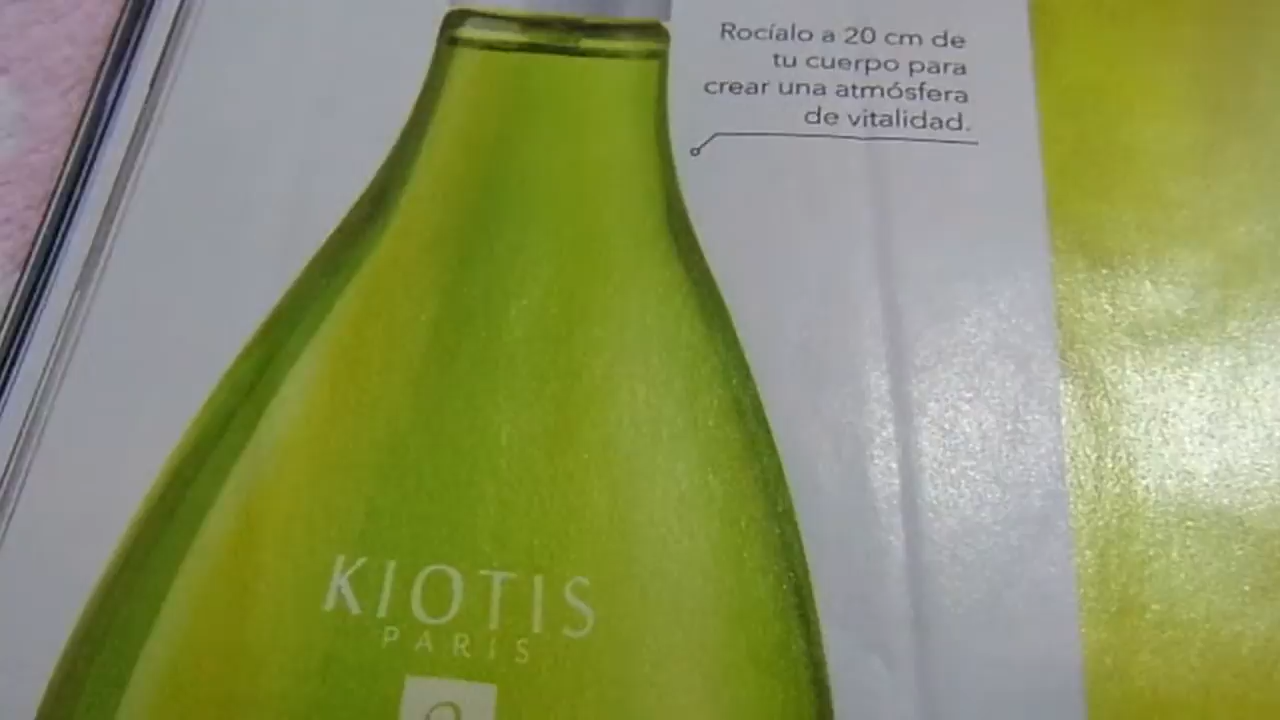 Rocíalo a 20 cm de
tu cuerpo para
crear una atmósfera
de vitalidad.
KIOTIS
PARIS